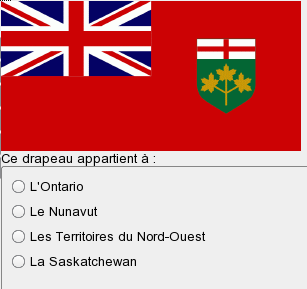 Ce drapeau appartient à :
L'Ontario
Le Nunavut
Les Territoires du Nord-Ouest
La Saskatchewan